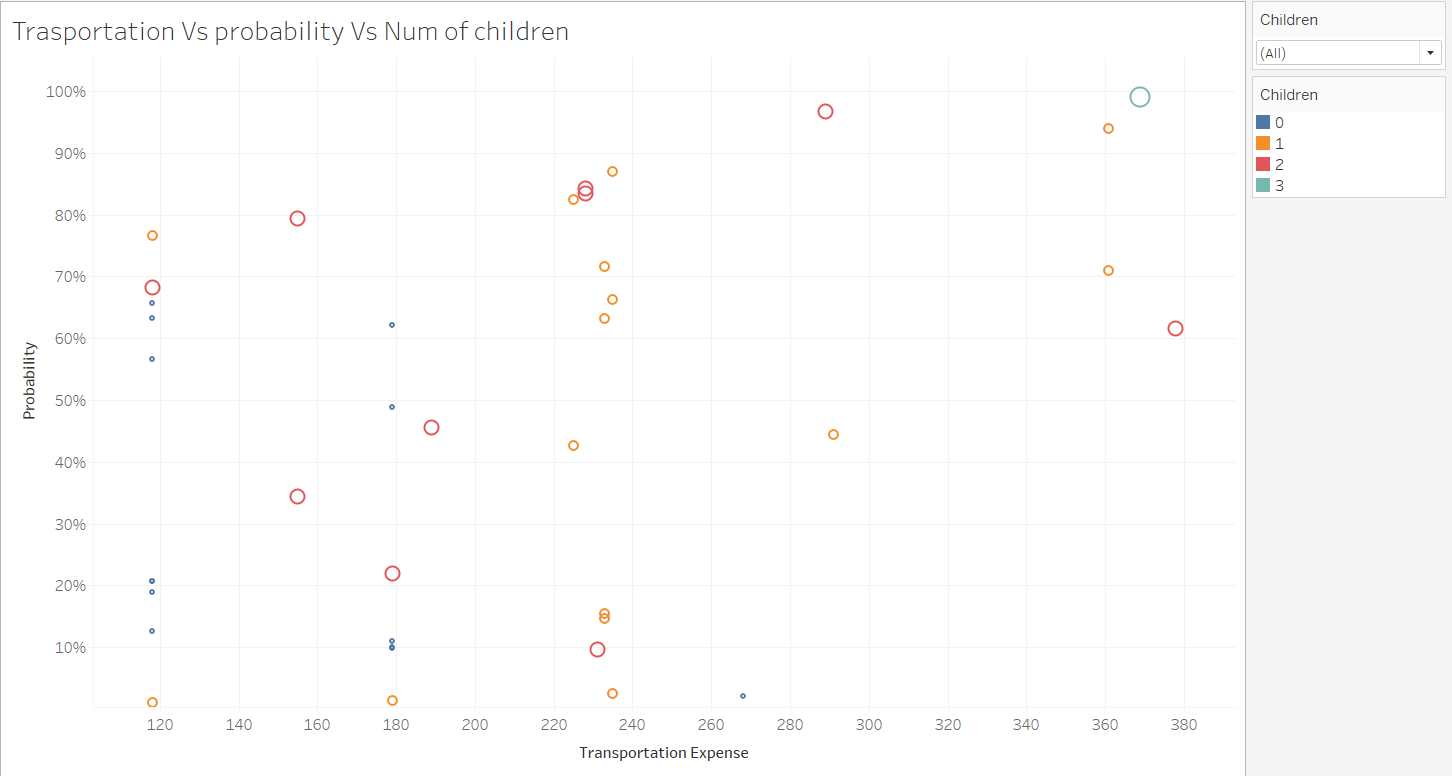 Trasportation Vs probability Vs Num of children
100%
90%
80%
70%
60%
50%
40%
30%
20%
10%
Probability
120 140 160 180 200 220 240 260 280 300 320 340 360 380
Transportation Expense
Children
(All)
Children
0
1
2
3